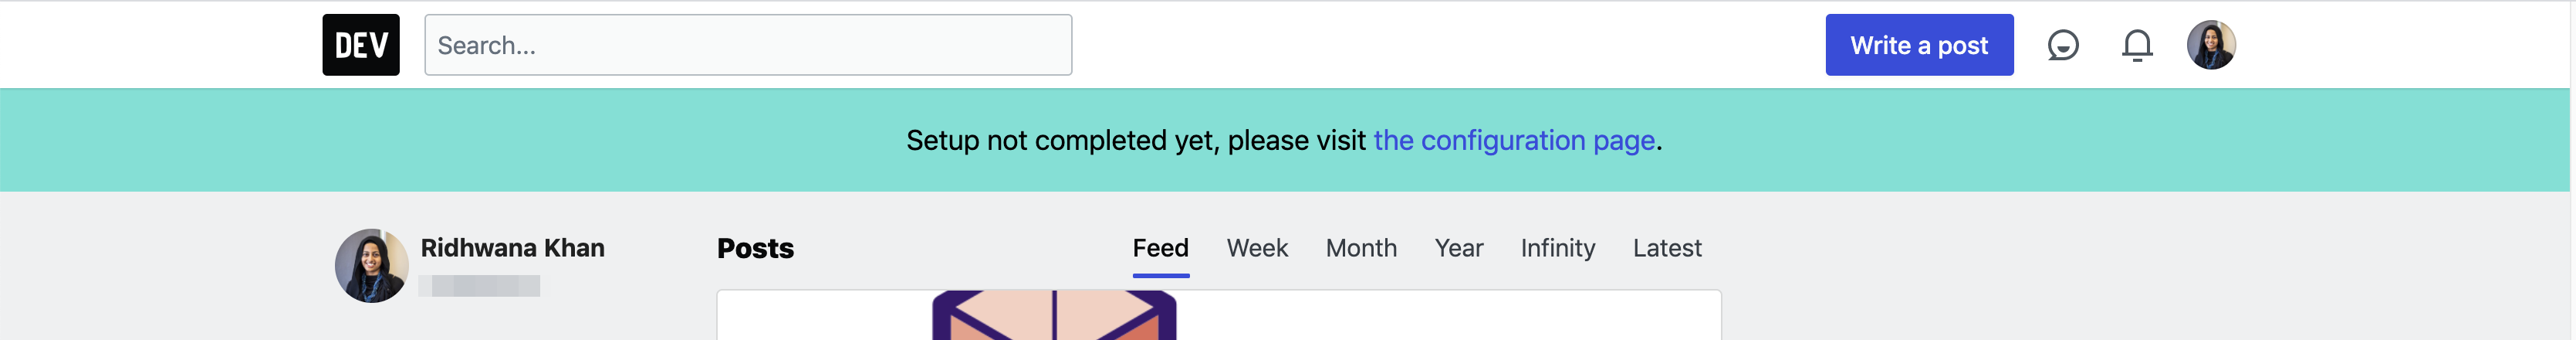 DEV
Search...
Write a post
Setup not completed yet, please visit the configuration page.
Ridhwana Khan
Posts
Feed Week Month Year Infinity Latest